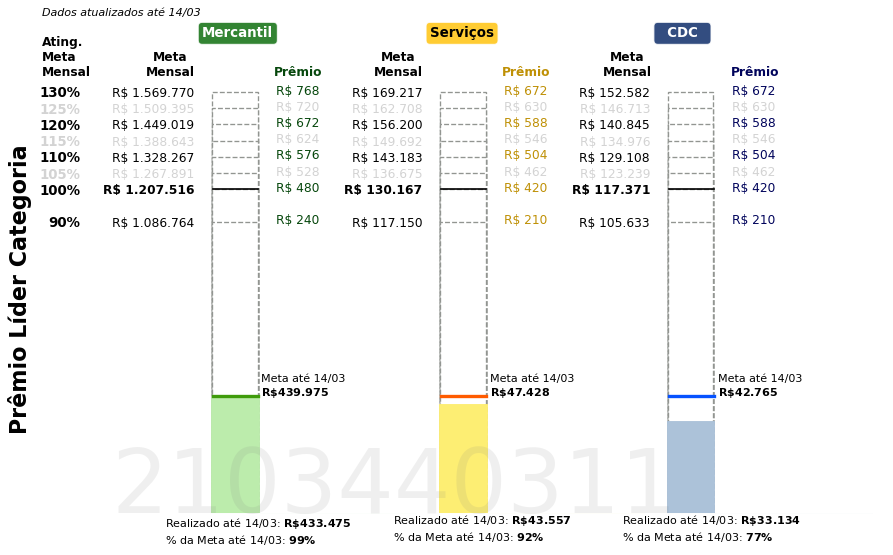 Dados atualizados até 14/03
Mercantil Serviços CDC
Ating.
Meta Meta Meta Meta
Mensal Mensal Prêmio Mensal Prêmio Mensal Prêmio
130% R$ 1.569.770 R$ 768 R$ 169.217 R$ 672 R$ 152.582 R$ 672
125% R$ 1.509.395 R$ 720 R$ 162.708 R$ 630 R$ 146.713 R$ 630
120% R$ 1.449.019 R$ 672 R$ 156.200 R$ 588 R$ 140.845 R$ 588
115% R$ 1.388.643 R$ 624 R$ 149.692 R$ 546 R$ 134.976 R$ 546
110% R$ 1.328.267 R$ 576 R$ 143.183 R$ 504 R$ 129.108 R$ 504
105% R$ 1.267.891 R$ 528 R$ 136.675 R$ 462 R$ 123.239 R$ 462
100% R$ 1.207.516 R$ 480 R$ 130.167 R$ 420 R$ 117.371 R$ 420
90% R$ 1.086.764 R$ 240 R$ 117.150 R$ 210 R$ 105.633 R$ 210
Prêmio Líder Categoria
Meta até 14/03 Meta até 14/03 Meta até 14/03
R$439.975 R$47.428 R$42.765
2103440311
Realizado até 14/03: R$433.475 Realizado até 14/03: R$43.557 Realizado até 14/03: R$33.134
% da Meta até 14/03: 99% % da Meta até 14/03: 92% % da Meta até 14/03: 77%